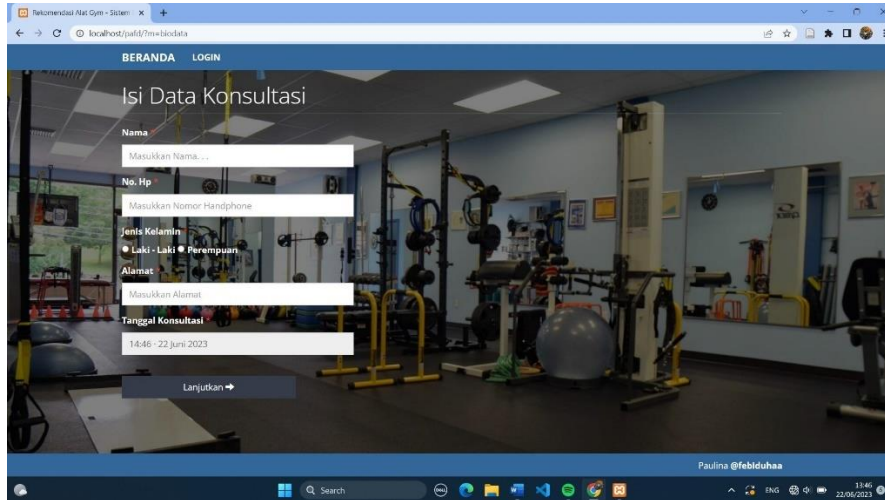 Rekomendasi Alat Gym - Sistem
localhost/pafd/?m=biodata
BERANDA LOGIN
Isi Data Konsultasi
Nama *
Masukkan Nama. . .
No. Hp *
Masukkan Nomor Handphone
Jenis Kelamin *
Laki - Laki Perempuan
Alamat *
Masukkan Alamat
Tanggal Konsultasi *
14:46 - 22 Juni 2023
Lanjutkan
Paulina @feblduhaa
Search
DELL
ENG
13:46
22/06/2023